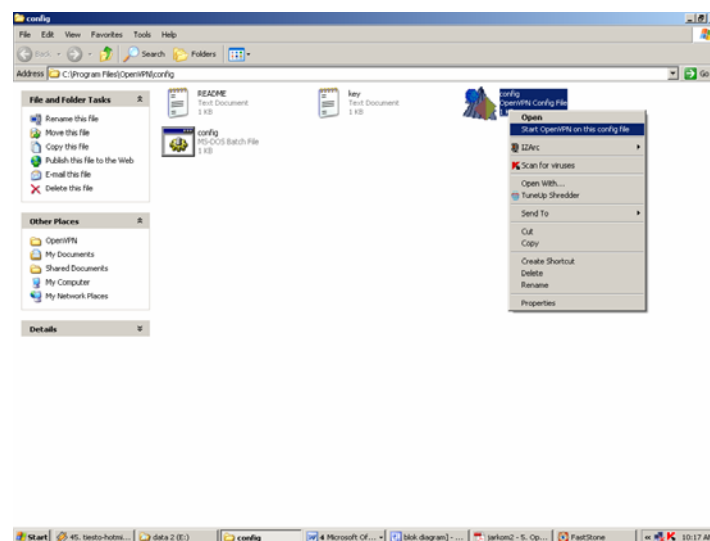 config
File Edit View Favorites Tools Help
Back Search Folders
Address C:\Program Files\OpenVPN\config Go
File and Folder Tasks
Rename this file
Move this file
Copy this file
Publish this file to the Web
E-mail this file
Delete this file
Other Places
OpenVPN
My Documents
Shared Documents
My Computer
My Network Places
Details
README
Text Document
1 KB
key
Text Document
1 KB
config
OpenVPN Config File
config
MS-DOS Batch File
1 KB
Open
Start OpenVPN on this config file
IZArc
Scan for viruses
Open With...
TuneUp Shredder
Send To
Cut
Copy
Create Shortcut
Delete
Rename
Properties
Start 45. tiesto-hotmi... data 2 (E:) config 4 Microsoft Of... blok diagram] - ... jarkom2 - 5. Op... FastStone 10:17 AM